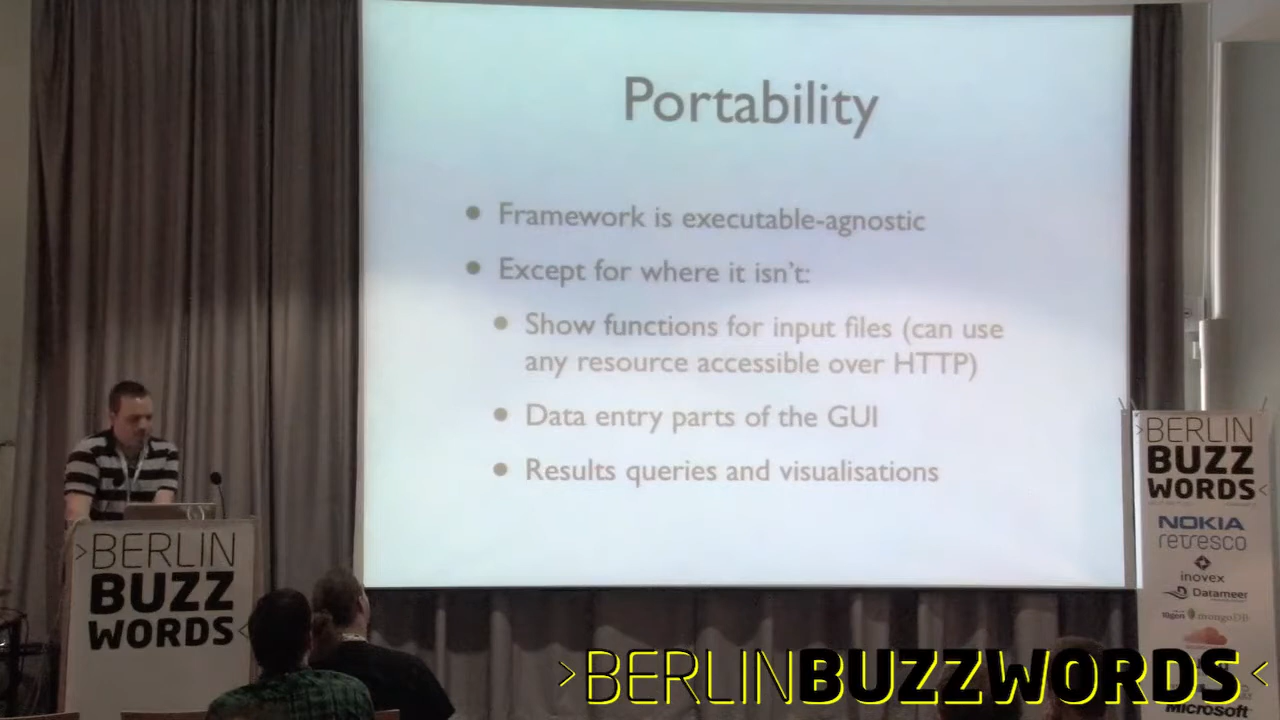 Portability
• Framework is executable-agnostic
• Except for where it isn't:
• Show functions for input files (can use
any resource accessible over HTTP)
• Data entry parts of the GUI
• Results queries and visualisations
>BERLIN
BUZZ
WORDS<
>BERLIN
BUZZ
WORDS<
NOKIA
retresco
inovex
Datameer
mongoDB
Microsoft
>BERLINBUZZWORDS<